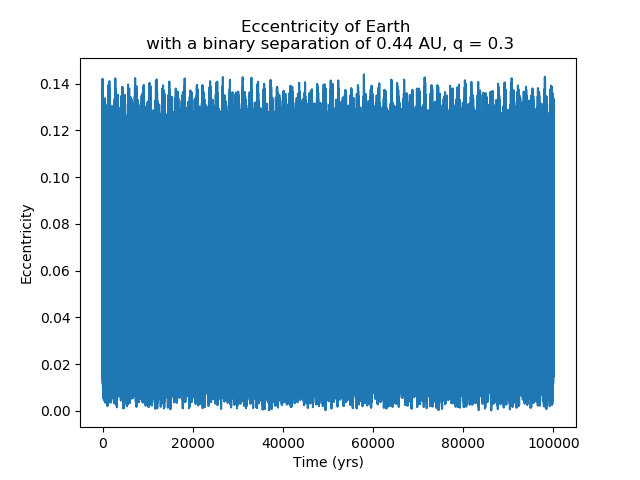 Eccentricity of Earth
with a binary separation of 0.44 AU, q = 0.3
0.14
0.12
0.10
0.08
0.06
0.04
0.02
0.00
Eccentricity
0 20000 40000 60000 80000 100000
Time (yrs)